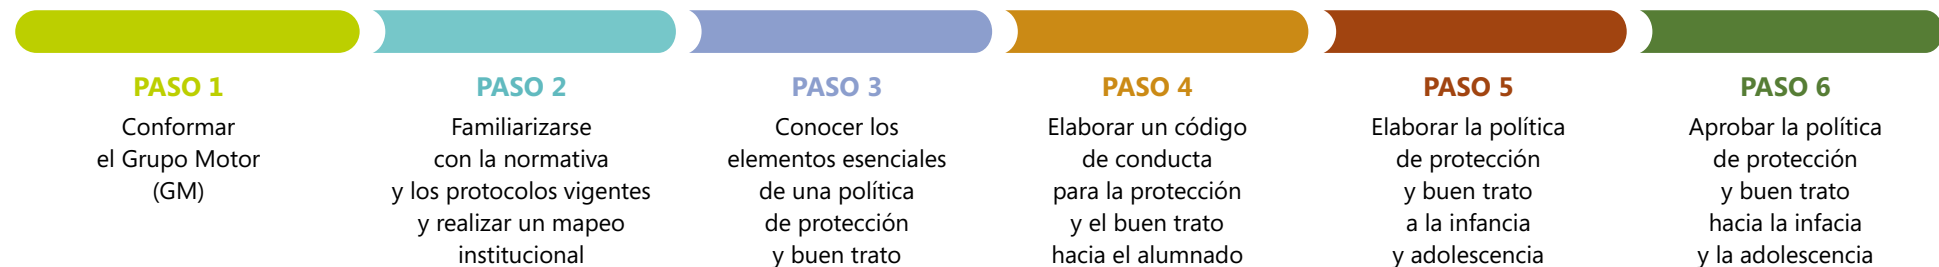 PASO 1
Conformar
el Grupo Motor
(GM)
PASO 2
Familiarizarse
con la normativa
y los protocolos vigentes
y realizar un mapeo
institucional
PASO 3
Conocer los
elementos esenciales
de una política
de protección
y buen trato
PASO 4
Elaborar un código
de conducta
para la protección
y el buen trato
hacia el alumnado
PASO 5
Elaborar la política
de protección
y buen trato
a la infancia
y adolescencia
PASO 6
Aprobar la política
de protección
y buen trato
hacia la infacia
y la adolescencia